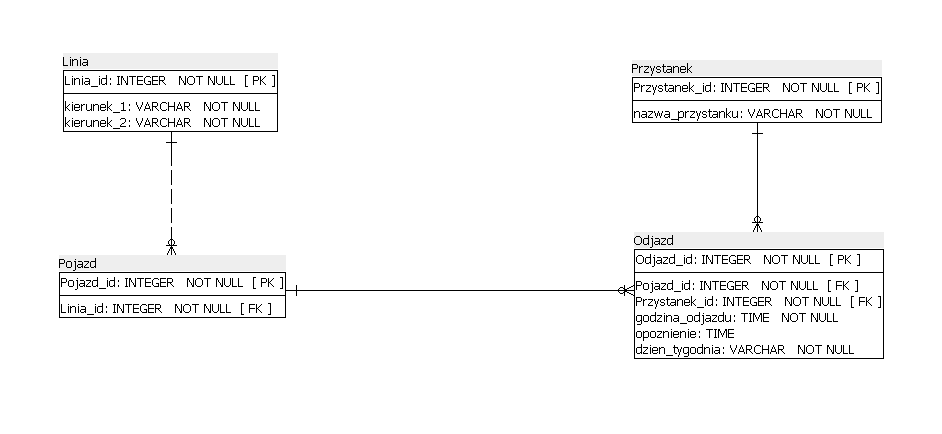 Linia
Linia_id: INTEGER NOT NULL [ PK ]
kierunek_1: VARCHAR NOT NULL
kierunek_2: VARCHAR NOT NULL
Przystanek
Przystanek_id: INTEGER NOT NULL [ PK ]
nazwa_przystanku: VARCHAR NOT NULL
Pojazd
Pojazd_id: INTEGER NOT NULL [ PK ]
Linia_id: INTEGER NOT NULL [ FK ]
Odjazd
Odjazd_id: INTEGER NOT NULL [ PK ]
Pojazd_id: INTEGER NOT NULL [ FK ]
Przystanek_id: INTEGER NOT NULL [ FK ]
godzina_odjazdu: TIME NOT NULL
opoznienie: TIME
dzien_tygodnia: VARCHAR NOT NULL